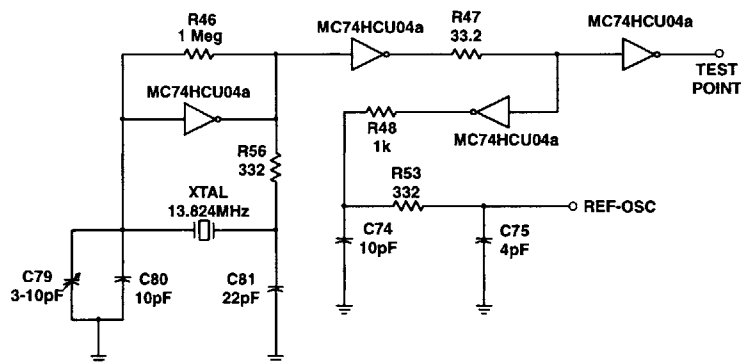 R46
1 Meg
MC74HCU04a
R47
33.2
MC74HCU04a
TEST
POINT
MC74HCU04a
R48
1k
MC74HCU04a
R56
332
R53
332
REF-OSC
XTAL
13.824MHz
C79
3-10pF
C80
10pF
C81
22pF
C74
10pF
C75
4pF